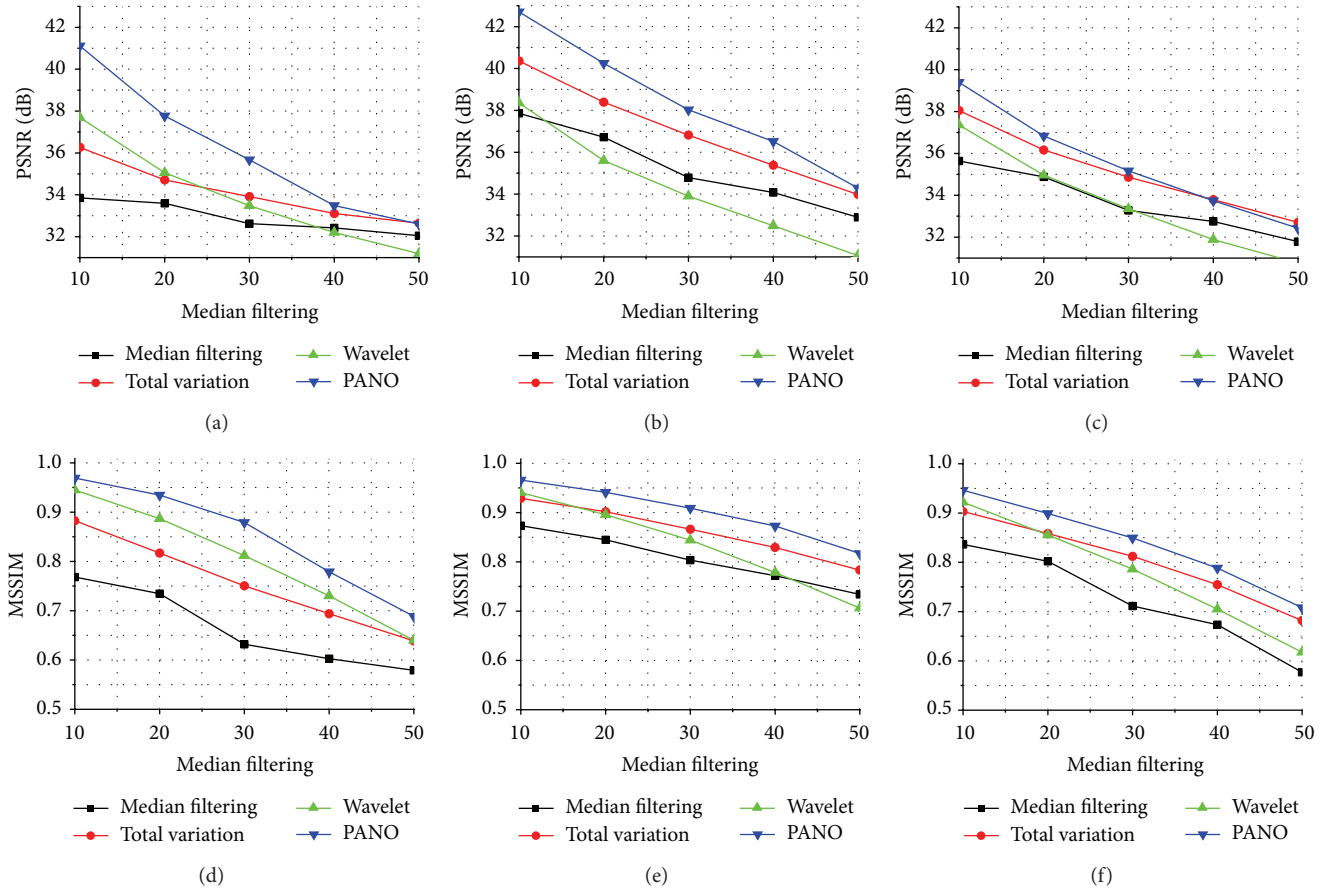 42
40
38
36
34
32
PSNR (dB)
10 20 30 40 50
Median filtering
Median filtering
Total variation
Wavelet
PANO
(a)
42
40
38
36
34
32
PSNR (dB)
10 20 30 40 50
Median filtering
Median filtering
Total variation
Wavelet
PANO
(b)
42
40
38
36
34
32
PSNR (dB)
10 20 30 40 50
Median filtering
Median filtering
Total variation
Wavelet
PANO
(c)
1.0
0.9
0.8
0.7
0.6
0.5
MSSIM
10 20 30 40 50
Median filtering
Median filtering
Total variation
Wavelet
PANO
(d)
1.0
0.9
0.8
0.7
0.6
0.5
MSSIM
10 20 30 40 50
Median filtering
Median filtering
Total variation
Wavelet
PANO
(e)
1.0
0.9
0.8
0.7
0.6
0.5
MSSIM
10 20 30 40 50
Median filtering
Median filtering
Total variation
Wavelet
PANO
(f)